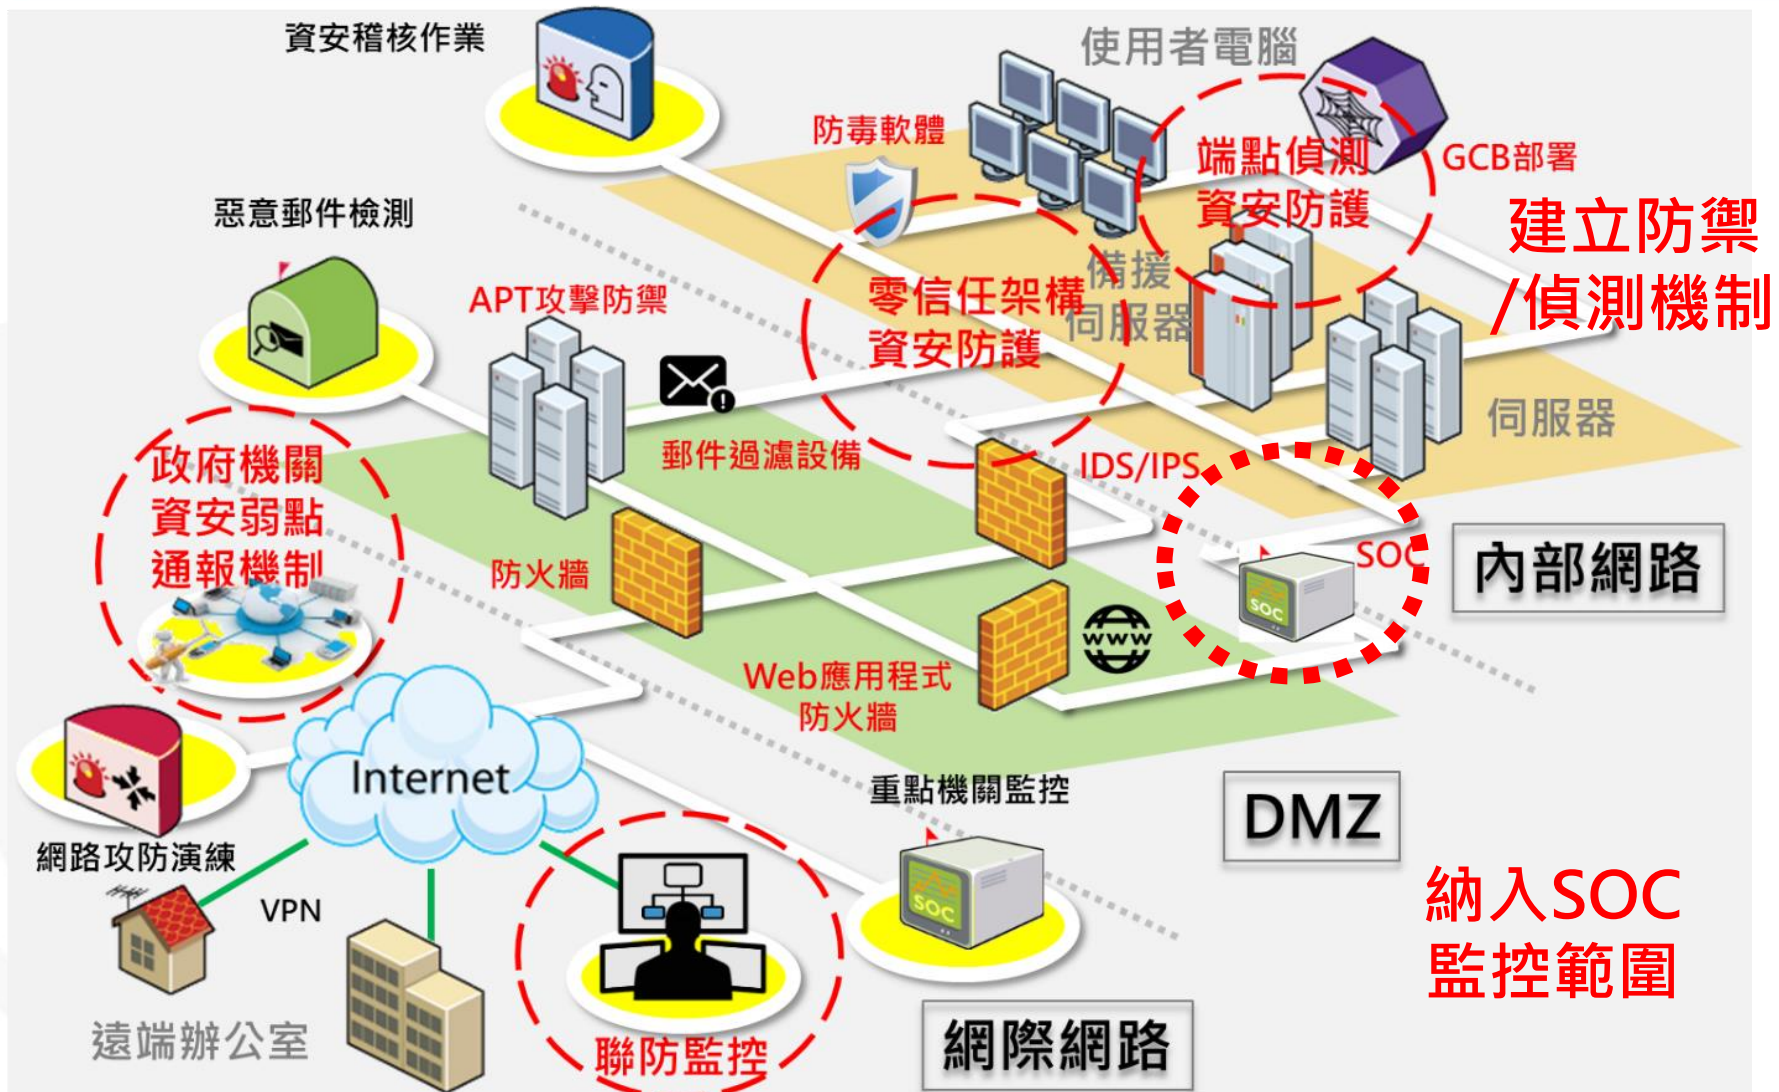 資安稽核作業
使用者電腦
防毒軟體
端點偵測
資安防護
GCB部署
惡意郵件檢測
建立防禦
/偵測機制
APT攻擊防禦
零信任架構
資安防護
備援
伺服器
伺服器
郵件過濾設備
IDS/IPS
政府機關
資安弱點
通報機制
防火牆
SOC
SOC
內部網路
WWW
Web應用程式
防火牆
Internet
重點機關監控
DMZ
網路攻防演練
VPN
SOC
納入SOC
監控範圍
遠端辦公室
聯防監控
網際網路